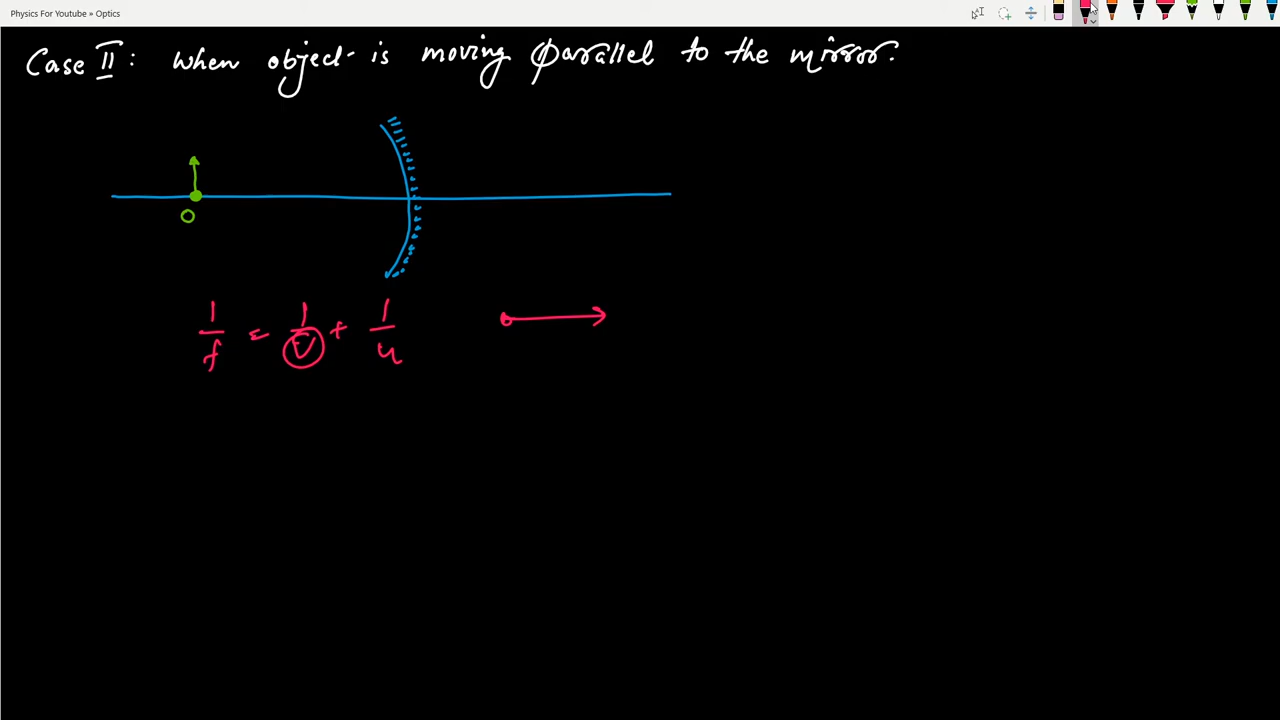 Physics For Youtube » Optics
Case II: when object is moving parallel to the mirror.
O
1/f = 1/v + 1/u